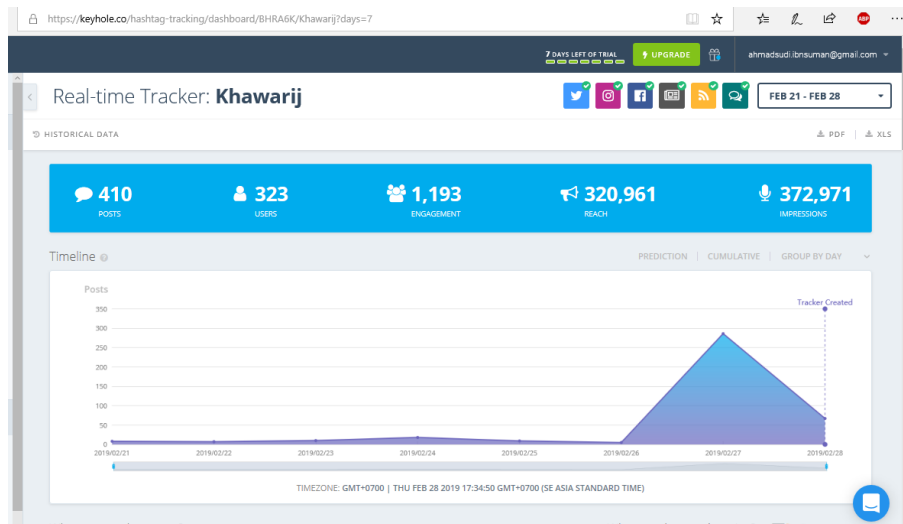 https://keyhole.co/hashtag-tracking/dashboard/BHRA6K/Khawarij?days=7
ABP
7 DAYS LEFT OF TRIAL
UPGRADE
ahmadsudi.ibnsuman@gmail.com
Real-time Tracker: Khawarij
FEB 21 - FEB 28
HISTORICAL DATA
PDF | XLS
410
POSTS
323
USERS
1,193
ENGAGEMENT
320,961
REACH
372,971
IMPRESSIONS
Timeline
PREDICTION | CUMULATIVE | GROUP BY DAY
Posts
Tracker Created
350
300
250
200
150
100
50
0
2019/02/21 2019/02/22 2019/02/23 2019/02/24 2019/02/25 2019/02/26 2019/02/27 2019/02/28
TIMEZONE: GMT+0700 | THU FEB 28 2019 17:34:50 GMT+0700 (SE ASIA STANDARD TIME)